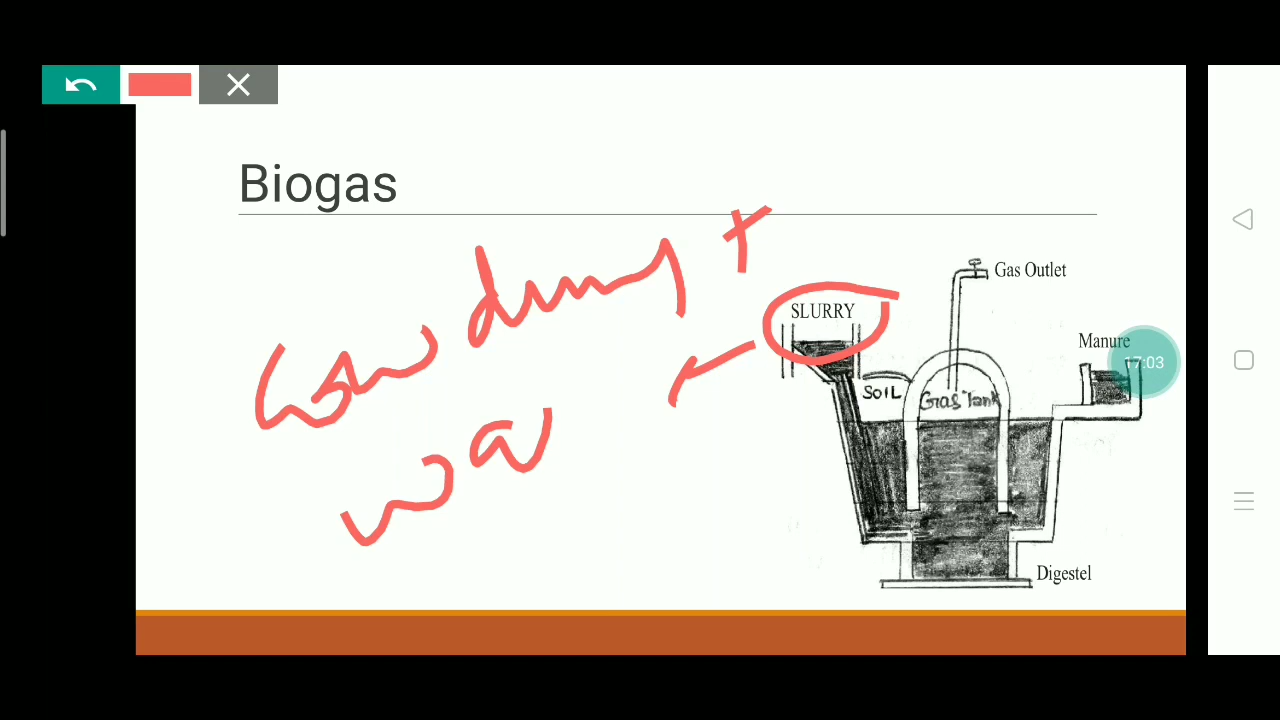 Biogas
Cow dung +
wa
Gas Outlet
SLURRY
Manure
17:03
SOIL
Gas Tank
Digestel